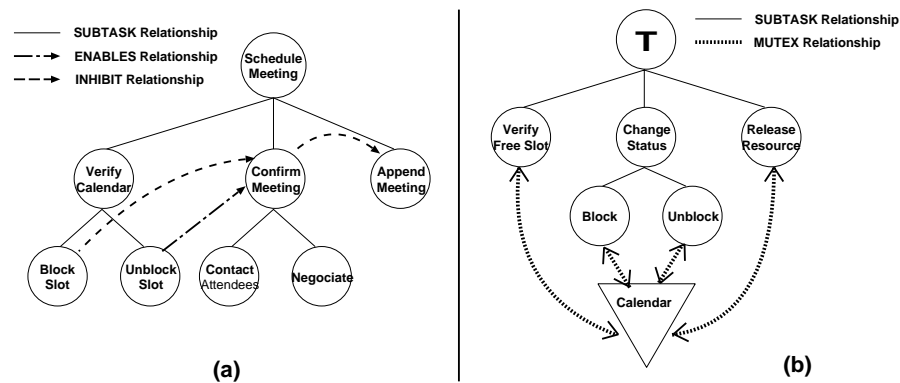 SUBTASK Relationship
ENABLES Relationship
INHIBIT Relationship
Schedule
Meeting
Verify
Calendar
Confirm
Meeting
Append
Meeting
Block
Slot
Unblock
Slot
Contact
Attendees
Negociate
(a)
SUBTASK Relationship
MUTEX Relationship
T
Verify
Free Slot
Change
Status
Release
Resource
Block
Unblock
Calendar
(b)